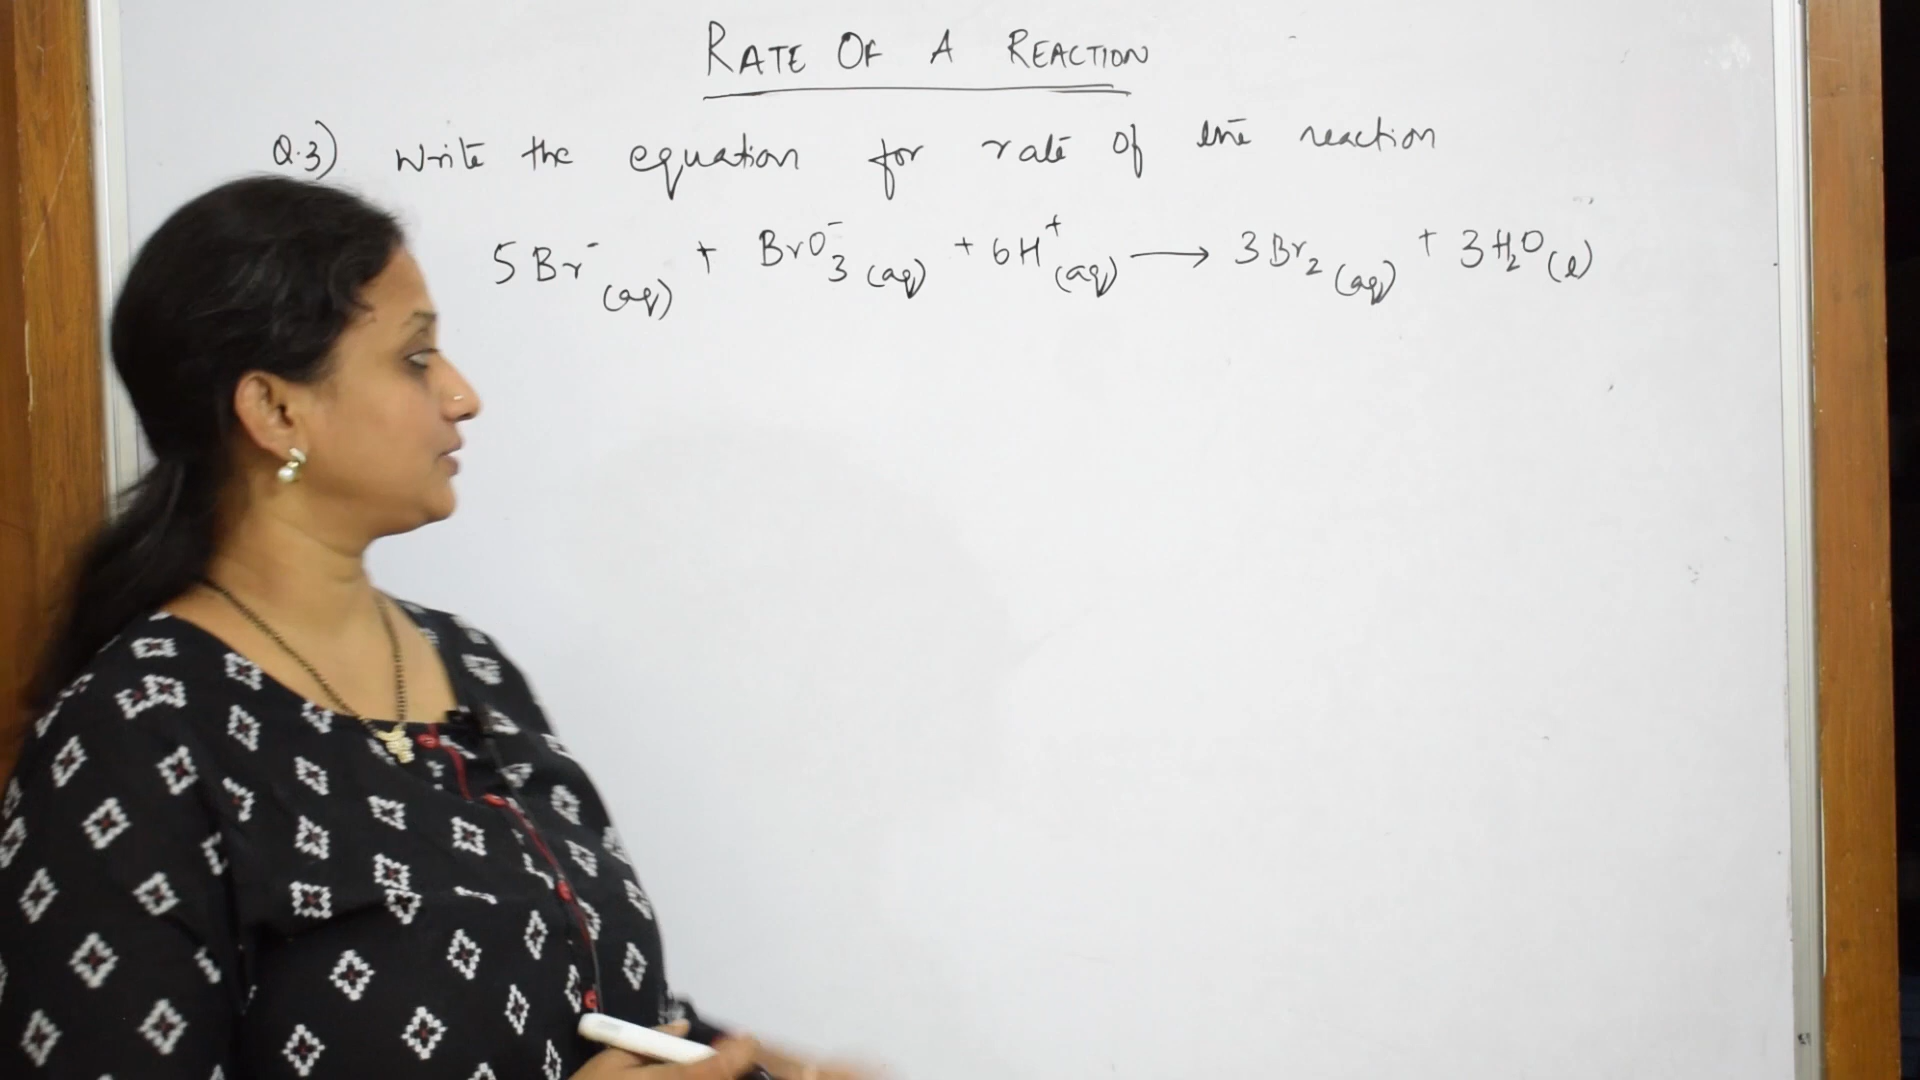 RATE OF A REACTION
Q.3) Write the equation for rate of the reaction
5Br⁻(aq) + BrO₃⁻(aq) + 6H⁺(aq) ⟶ 3Br₂(aq) + 3H₂O(l)